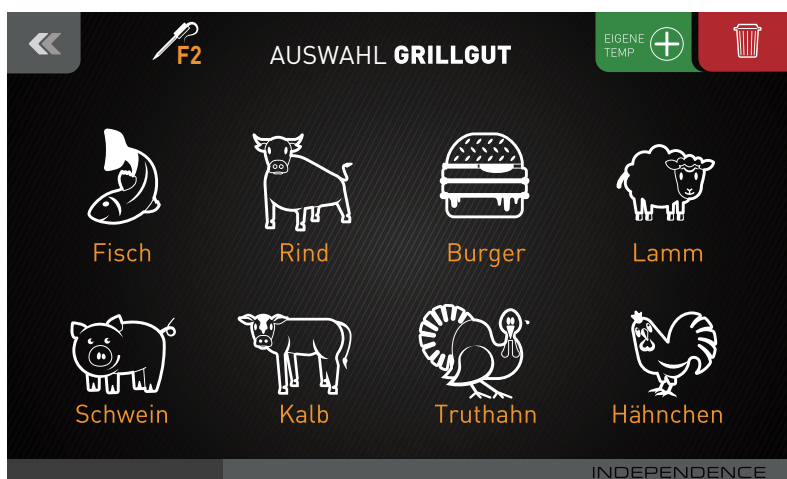 F2
AUSWAHL GRILLGUT
EIGENE
TEMP
Fisch
Rind
Burger
Lamm
Schwein
Kalb
Truthahn
Hähnchen
INDEPENDENCE